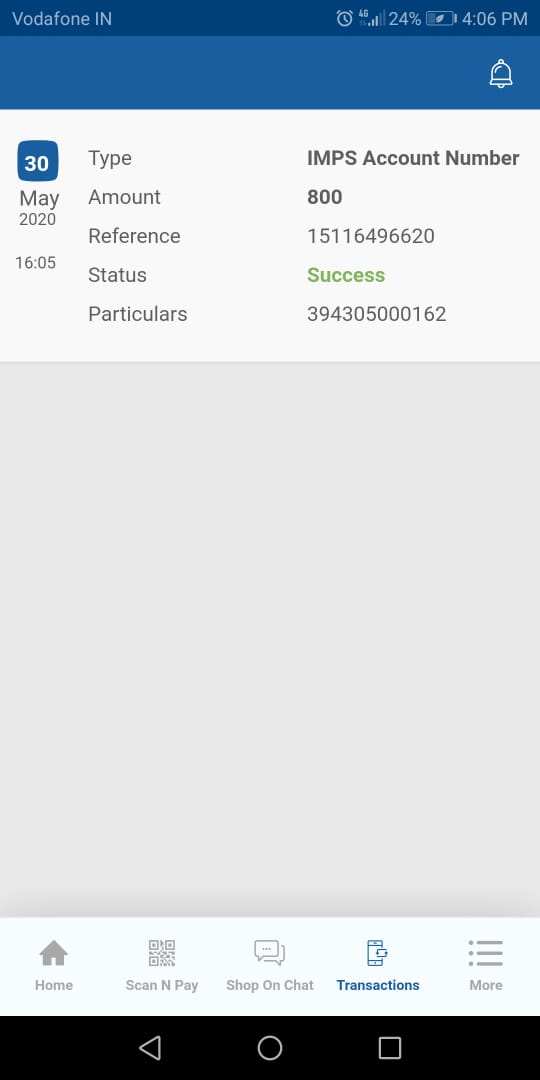 Vodafone IN 4G 24% 4:06 PM
30 Type IMPS Account Number
May Amount 800
2020
Reference 15116496620
16:05 Status Success
Particulars 394305000162
Home Scan N Pay Shop On Chat Transactions More